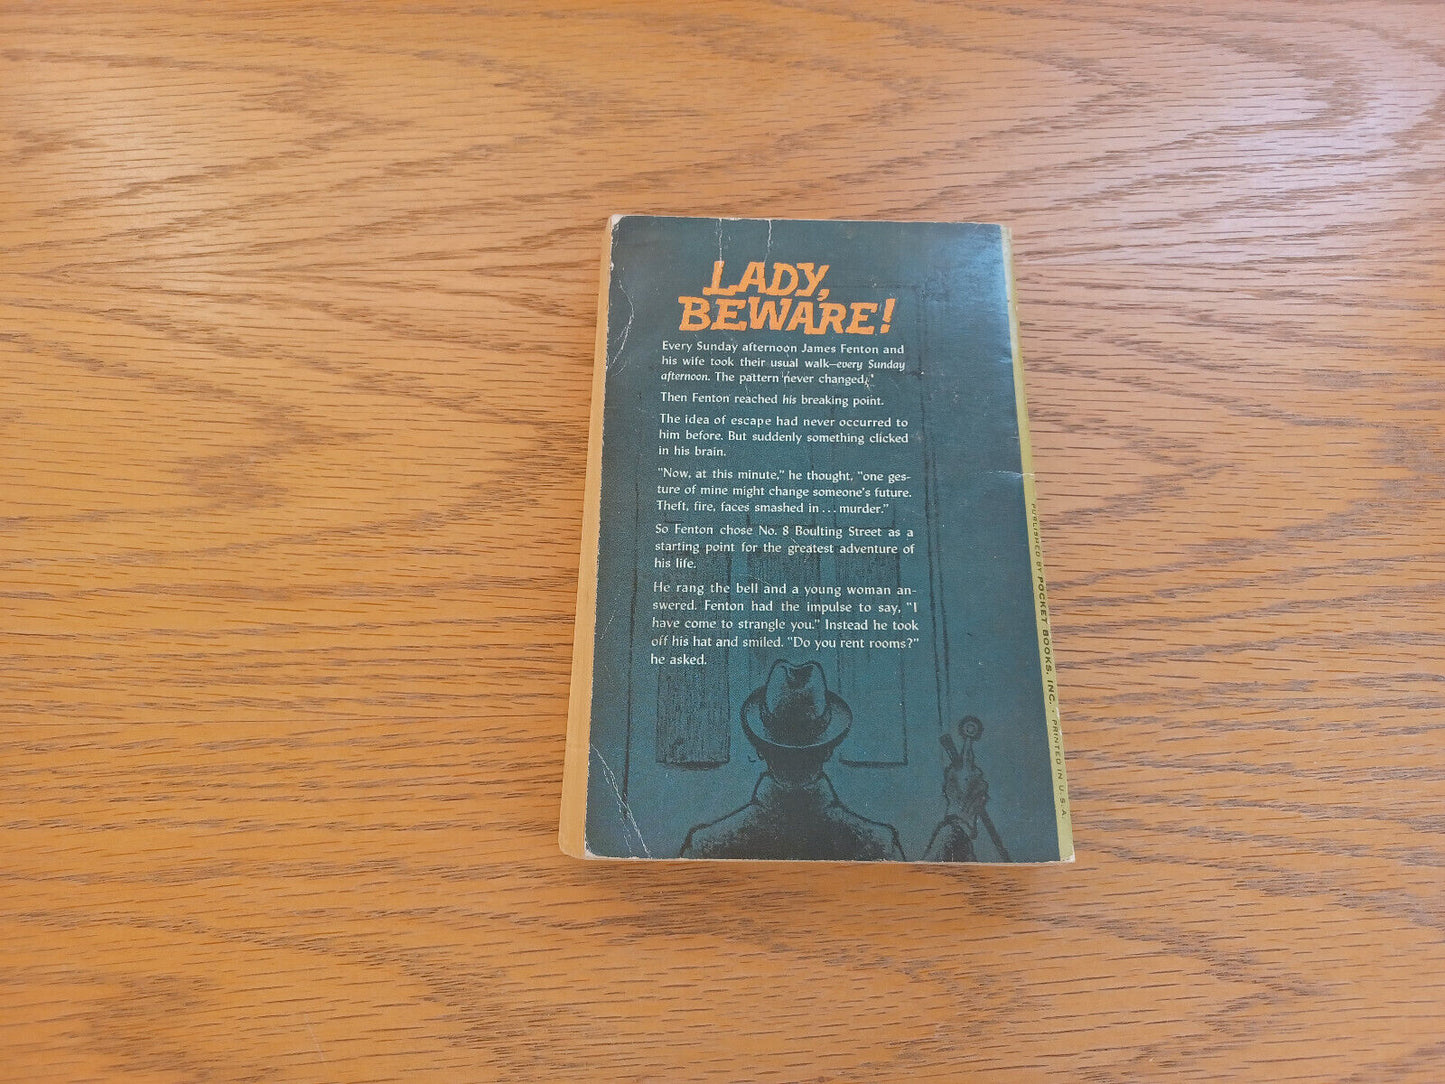 LADY,
BEWARE!
Every Sunday afternoon James Fenton and
his wife took their usual walk—every Sunday
afternoon. The pattern never changed.
Then Fenton reached his breaking point.
The idea of escape had never occurred to
him before. But suddenly something clicked
in his brain.
"Now, at this minute," he thought, "one ges-
ture of mine might change someone's future.
Theft, fire, faces smashed in . . . murder."
So Fenton chose No. 8 Boulting Street as a
starting point for the greatest adventure of
his life.
He rang the bell and a young woman an-
swered. Fenton had the impulse to say, "I
have come to strangle you." Instead he took
off his hat and smiled. "Do you rent rooms?"
he asked.
PUBLISHED BY POCKET BOOKS, INC. · PRINTED IN U.S.A.